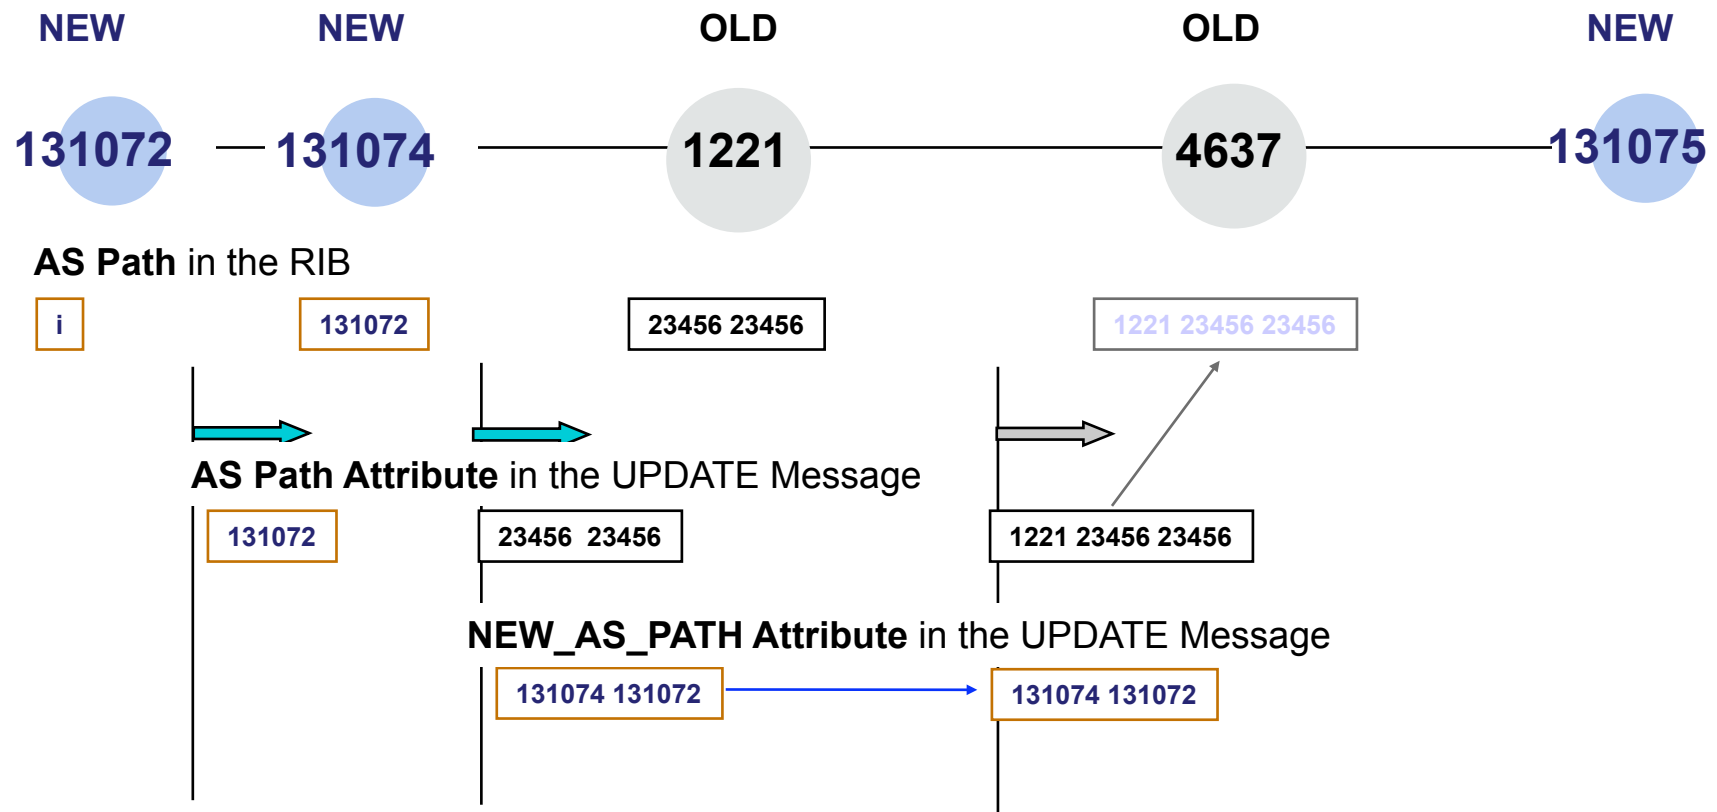 NEW NEW OLD OLD NEW
131072 131074 1221 4637 131075
AS Path in the RIB
i 131072 23456 23456 1221 23456 23456
AS Path Attribute in the UPDATE Message
131072 23456 23456 1221 23456 23456
NEW_AS_PATH Attribute in the UPDATE Message
131074 131072 131074 131072